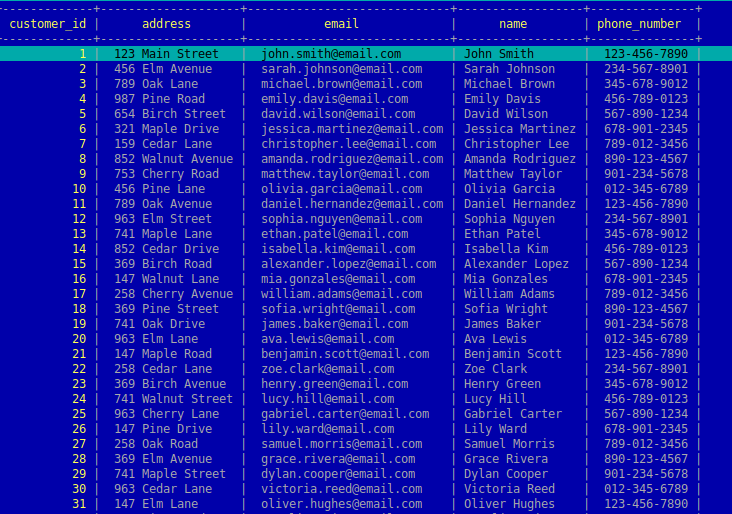 customer_id | address | email | name | phone_number |
1 | 123 Main Street | john.smith@email.com | John Smith | 123-456-7890 |
2 | 456 Elm Avenue | sarah.johnson@email.com | Sarah Johnson | 234-567-8901 |
3 | 789 Oak Lane | michael.brown@email.com | Michael Brown | 345-678-9012 |
4 | 987 Pine Road | emily.davis@email.com | Emily Davis | 456-789-0123 |
5 | 654 Birch Street | david.wilson@email.com | David Wilson | 567-890-1234 |
6 | 321 Maple Drive | jessica.martinez@email.com | Jessica Martinez | 678-901-2345 |
7 | 159 Cedar Lane | christopher.lee@email.com | Christopher Lee | 789-012-3456 |
8 | 852 Walnut Avenue | amanda.rodriguez@email.com | Amanda Rodriguez | 890-123-4567 |
9 | 753 Cherry Road | matthew.taylor@email.com | Matthew Taylor | 901-234-5678 |
10 | 456 Pine Lane | olivia.garcia@email.com | Olivia Garcia | 012-345-6789 |
11 | 789 Oak Avenue | daniel.hernandez@email.com | Daniel Hernandez | 123-456-7890 |
12 | 963 Elm Street | sophia.nguyen@email.com | Sophia Nguyen | 234-567-8901 |
13 | 741 Maple Lane | ethan.patel@email.com | Ethan Patel | 345-678-9012 |
14 | 852 Cedar Drive | isabella.kim@email.com | Isabella Kim | 456-789-0123 |
15 | 369 Birch Road | alexander.lopez@email.com | Alexander Lopez | 567-890-1234 |
16 | 147 Walnut Lane | mia.gonzales@email.com | Mia Gonzales | 678-901-2345 |
17 | 258 Cherry Avenue | william.adams@email.com | William Adams | 789-012-3456 |
18 | 369 Pine Street | sofia.wright@email.com | Sofia Wright | 890-123-4567 |
19 | 741 Oak Drive | james.baker@email.com | James Baker | 901-234-5678 |
20 | 963 Elm Lane | ava.lewis@email.com | Ava Lewis | 012-345-6789 |
21 | 147 Maple Road | benjamin.scott@email.com | Benjamin Scott | 123-456-7890 |
22 | 258 Cedar Lane | zoe.clark@email.com | Zoe Clark | 234-567-8901 |
23 | 369 Birch Avenue | henry.green@email.com | Henry Green | 345-678-9012 |
24 | 741 Walnut Street | lucy.hill@email.com | Lucy Hill | 456-789-0123 |
25 | 963 Cherry Lane | gabriel.carter@email.com | Gabriel Carter | 567-890-1234 |
26 | 147 Pine Drive | lily.ward@email.com | Lily Ward | 678-901-2345 |
27 | 258 Oak Road | samuel.morris@email.com | Samuel Morris | 789-012-3456 |
28 | 369 Elm Avenue | grace.rivera@email.com | Grace Rivera | 890-123-4567 |
29 | 741 Maple Street | dylan.cooper@email.com | Dylan Cooper | 901-234-5678 |
30 | 963 Cedar Lane | victoria.reed@email.com | Victoria Reed | 012-345-6789 |
31 | 147 Elm Lane | oliver.hughes@email.com | Oliver Hughes | 123-456-7890 |